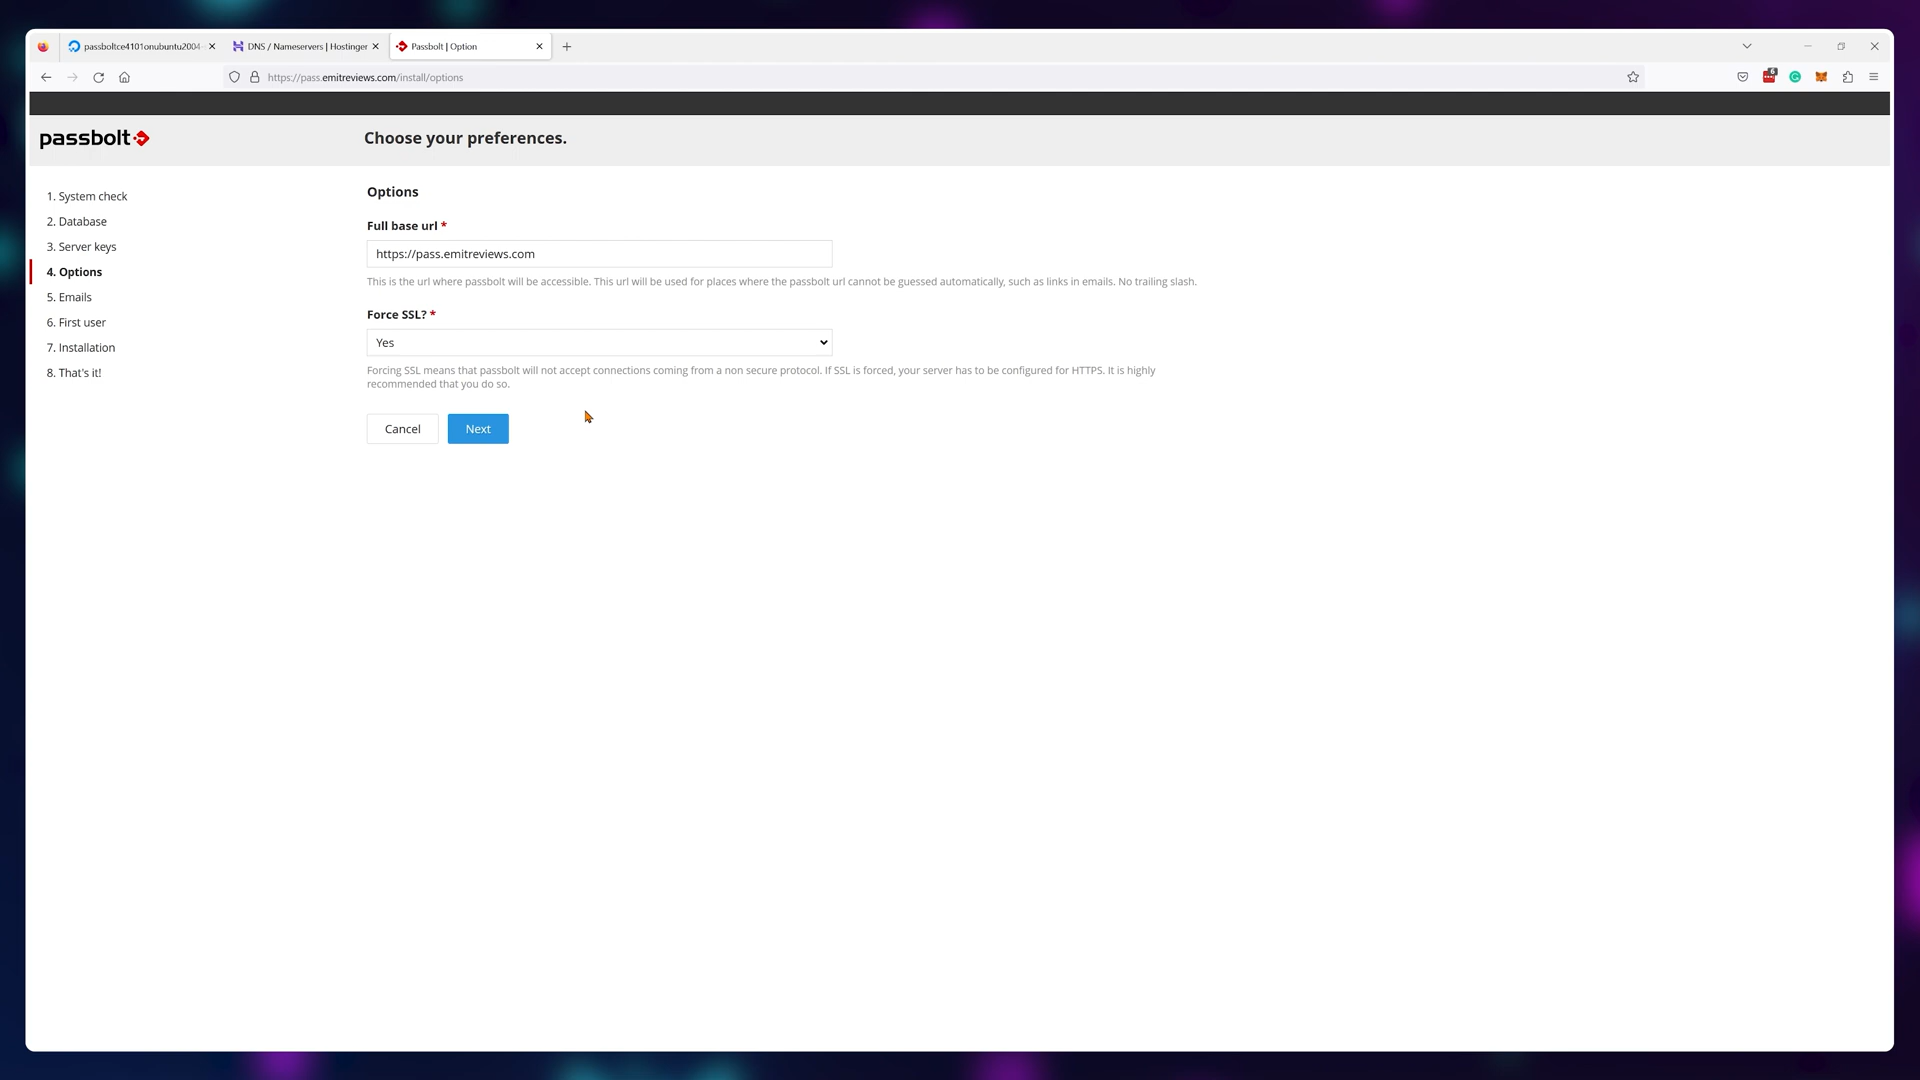 passboltce4101onubuntu2004-
DNS / Nameservers | Hostinger
Passbolt | Option
https://pass.emitreviews.com/install/options
6
passbolt
Choose your preferences.
1. System check
2. Database
3. Server keys
4. Options
5. Emails
6. First user
7. Installation
8. That's it!
Options
Full base url *
https://pass.emitreviews.com
This is the url where passbolt will be accessible. This url will be used for places where the passbolt url cannot be guessed automatically, such as links in emails. No trailing slash.
Force SSL? *
Yes
Forcing SSL means that passbolt will not accept connections coming from a non secure protocol. If SSL is forced, your server has to be configured for HTTPS. It is highly
recommended that you do so.
Cancel
Next